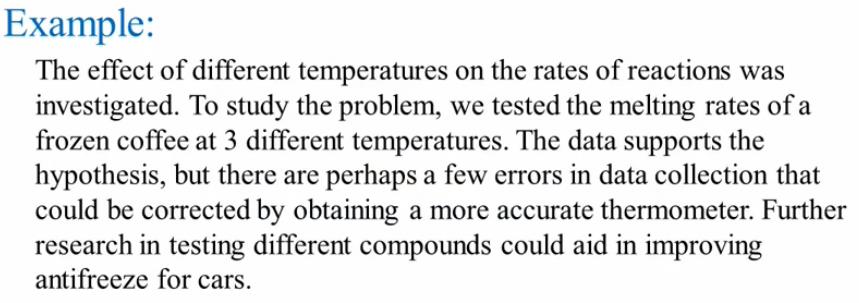 Example:
The effect of different temperatures on the rates of reactions was
investigated. To study the problem, we tested the melting rates of a
frozen coffee at 3 different temperatures. The data supports the
hypothesis, but there are perhaps a few errors in data collection that
could be corrected by obtaining a more accurate thermometer. Further
research in testing different compounds could aid in improving
antifreeze for cars.